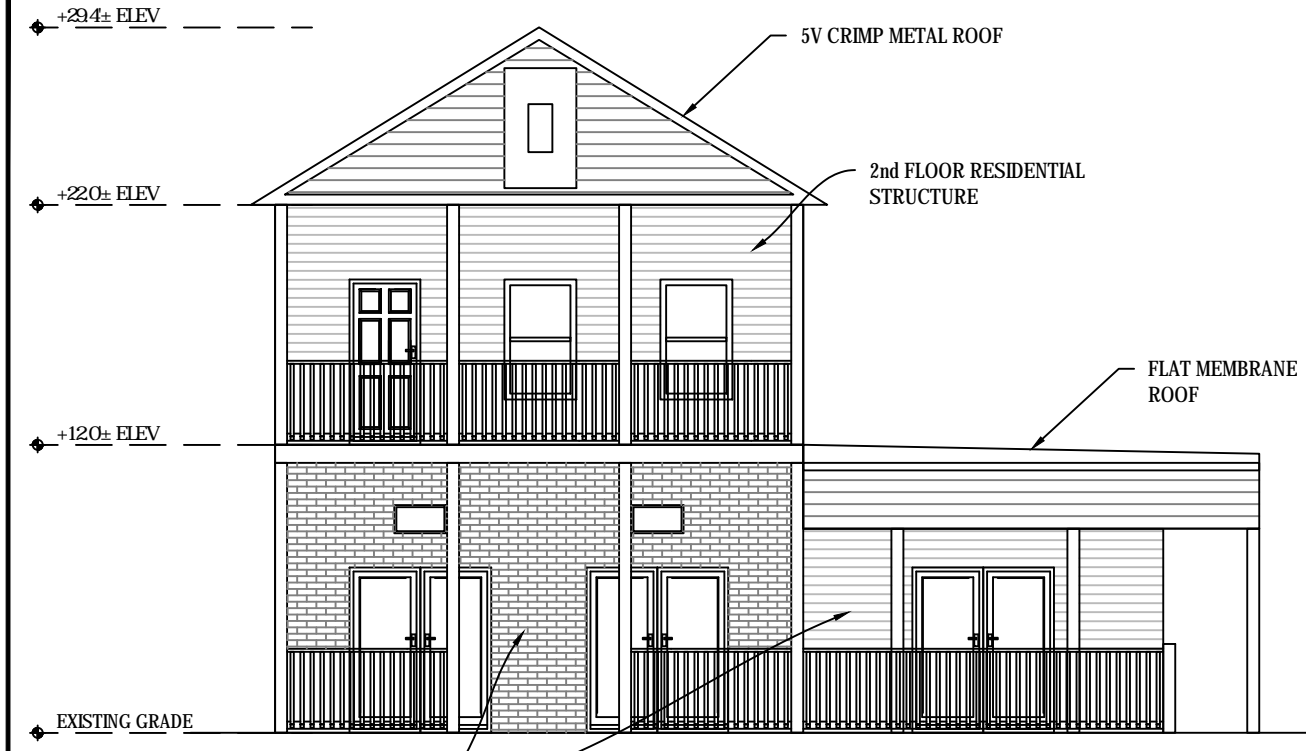 +29.4'± ELEV
5V CRIMP METAL ROOF
2nd FLOOR RESIDENTIAL
STRUCTURE
+22.0'± ELEV
FLAT MEMBRANE
ROOF
+12.0'± ELEV
EXISTING GRADE